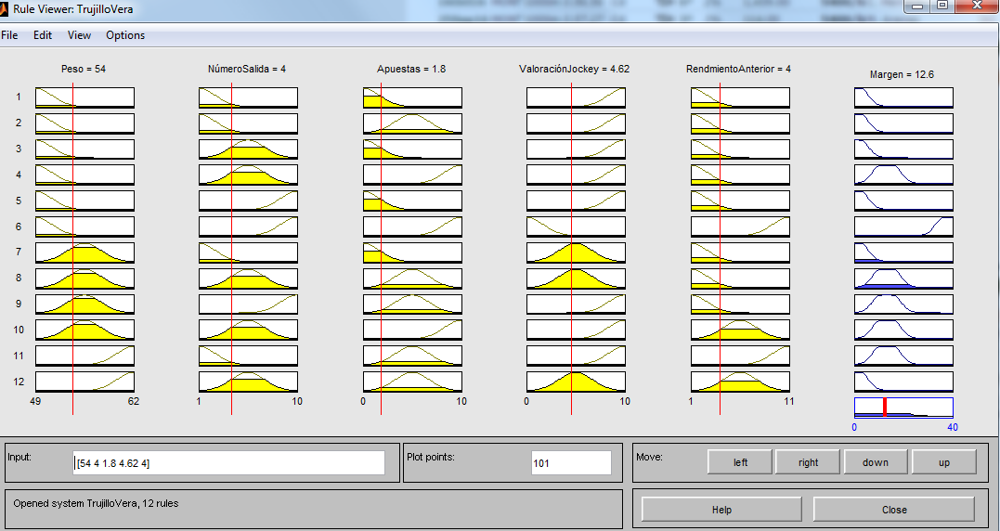 Rule Viewer: TrujilloVera
File Edit View Options
Peso = 54 NúmeroSalida = 4 Apuestas = 1.8 ValoraciónJockey = 4.62 RendmientoAnterior = 4 Margen = 12.6
1
2
3
4
5
6
7
8
9
10
11
12
49 62 1 10 0 10 0 10 1 11
0 40
Input: [54 4 1.8 4.62 4] Plot points: 101 Move: left right down up
Opened system TrujilloVera, 12 rules
Help Close